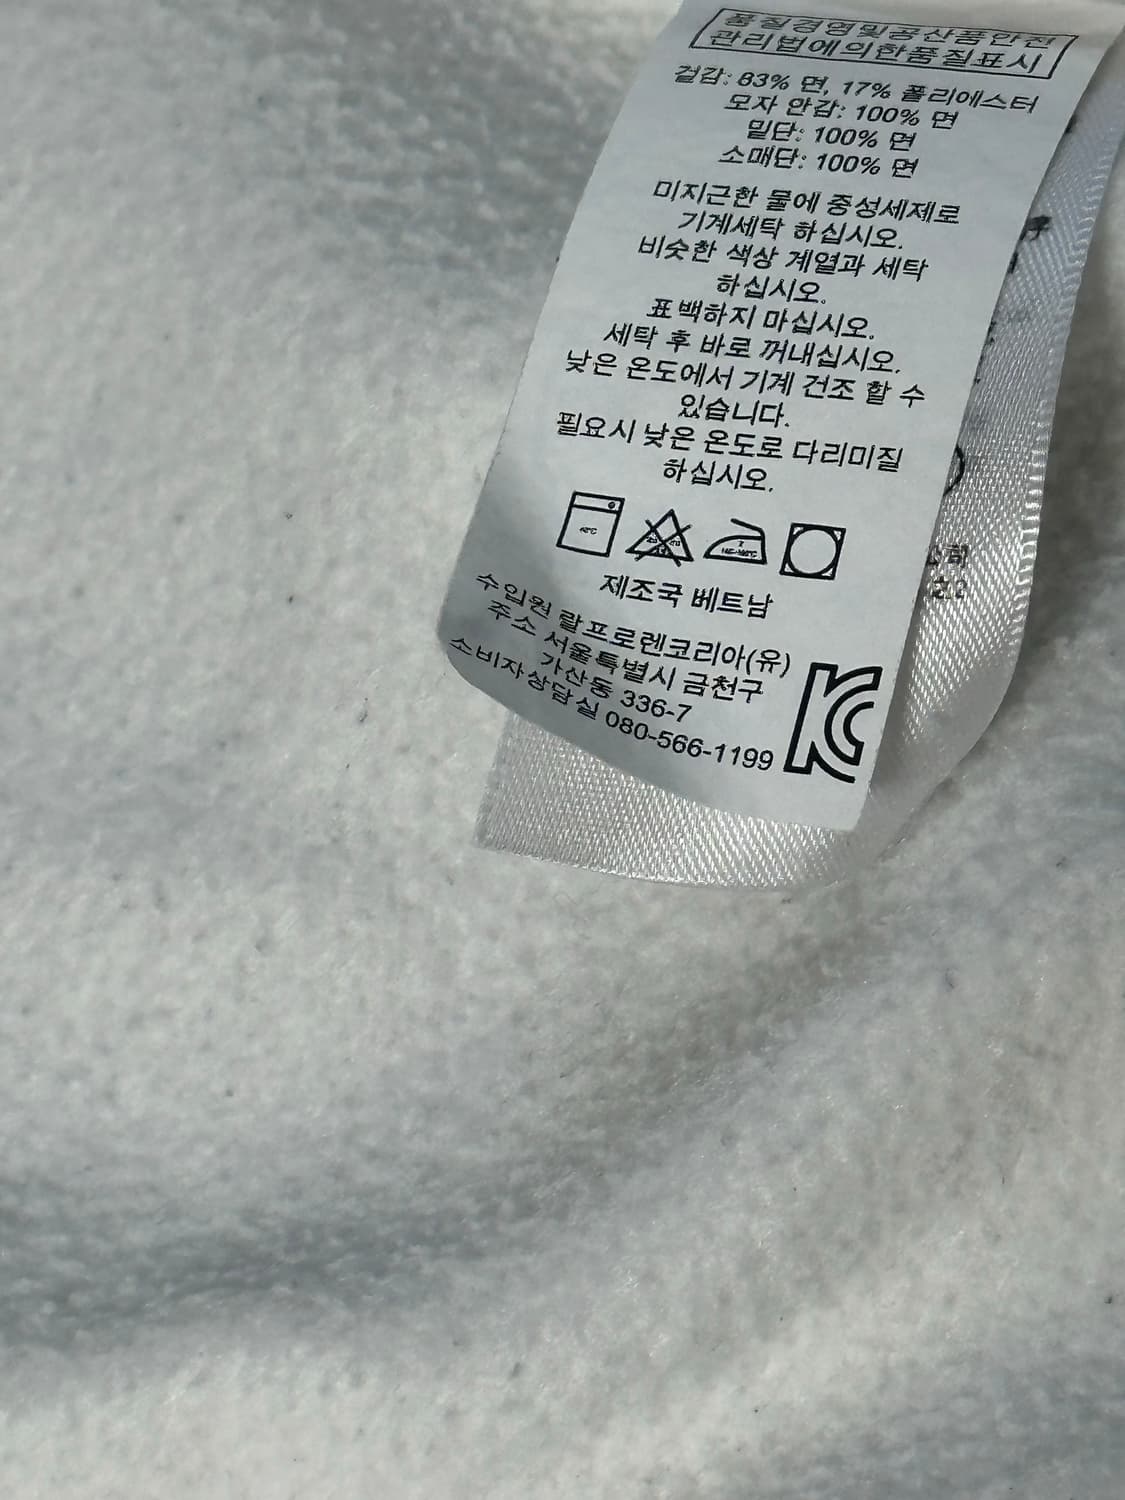 품질경영및공산품안전
관리법에의한품질표시
겉감: 83% 면, 17% 폴리에스터
모자 안감: 100% 면
밑단: 100% 면
소매단: 100% 면
미지근한 물에 중성세제로
기계세탁 하십시오.
비슷한 색상 계열과 세탁
하십시오.
표백하지 마십시오.
세탁 후 바로 꺼내십시오.
낮은 온도에서 기계 건조 할 수
있습니다.
필요시 낮은 온도로 다리미질
하십시오.
제조국 베트남
수입원 랄프로렌코리아(유)
주소 서울특별시 금천구
가산동 336-7
소비자상담실 080-566-1199